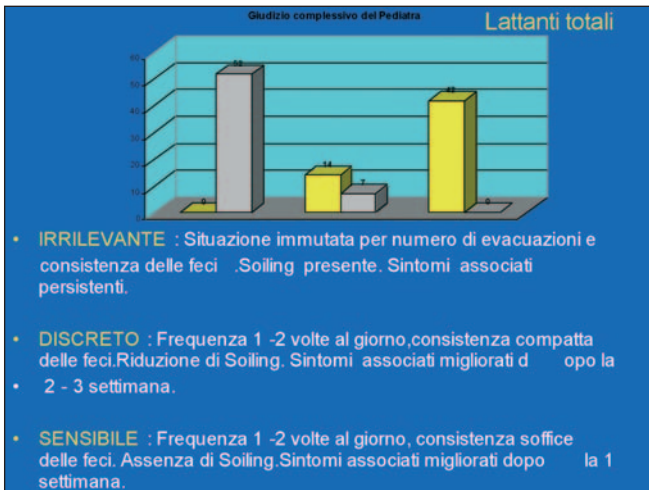 Giudizio complessivo del Pediatra
Lattanti totali
60
50
40
30
20
10
0
0
14
7
42
0
• IRRILEVANTE : Situazione immutata per numero di evacuazioni e
consistenza delle feci .Soiling presente. Sintomi associati
persistenti.
• DISCRETO : Frequenza 1 -2 volte al giorno,consistenza compatta
delle feci.Riduzione di Soiling. Sintomi associati migliorati d opo la
• 2 - 3 settimana.
• SENSIBILE : Frequenza 1 -2 volte al giorno, consistenza soffice
delle feci. Assenza di Soiling.Sintomi associati migliorati dopo la 1
settimana.